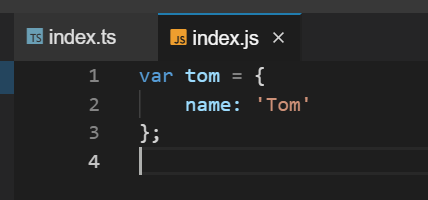 TS index.ts JS index.js ×
1 var tom = {
2     name: 'Tom'
3 };
4